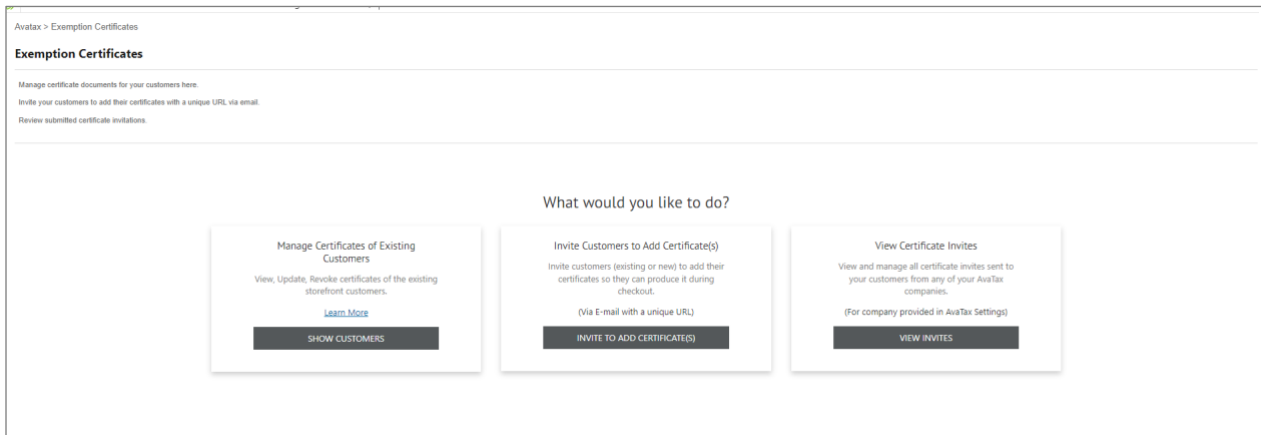 Avatax > Exemption Certificates
Exemption Certificates
Manage certificate documents for your customers here.
Invite your customers to add their certificates with a unique URL via email.
Review submitted certificate invitations.
What would you like to do?
Manage Certificates of Existing
Customers
View, Update, Revoke certificates of the existing
storefront customers.
Learn More
SHOW CUSTOMERS
Invite Customers to Add Certificate(s)
Invite customers (existing or new) to add their
certificates so they can produce it during
checkout.
(Via E-mail with a unique URL)
INVITE TO ADD CERTIFICATE(S)
View Certificate Invites
View and manage all certificate invites sent to
your customers from any of your AvaTax
companies.
(For company provided in AvaTax Settings)
VIEW INVITES